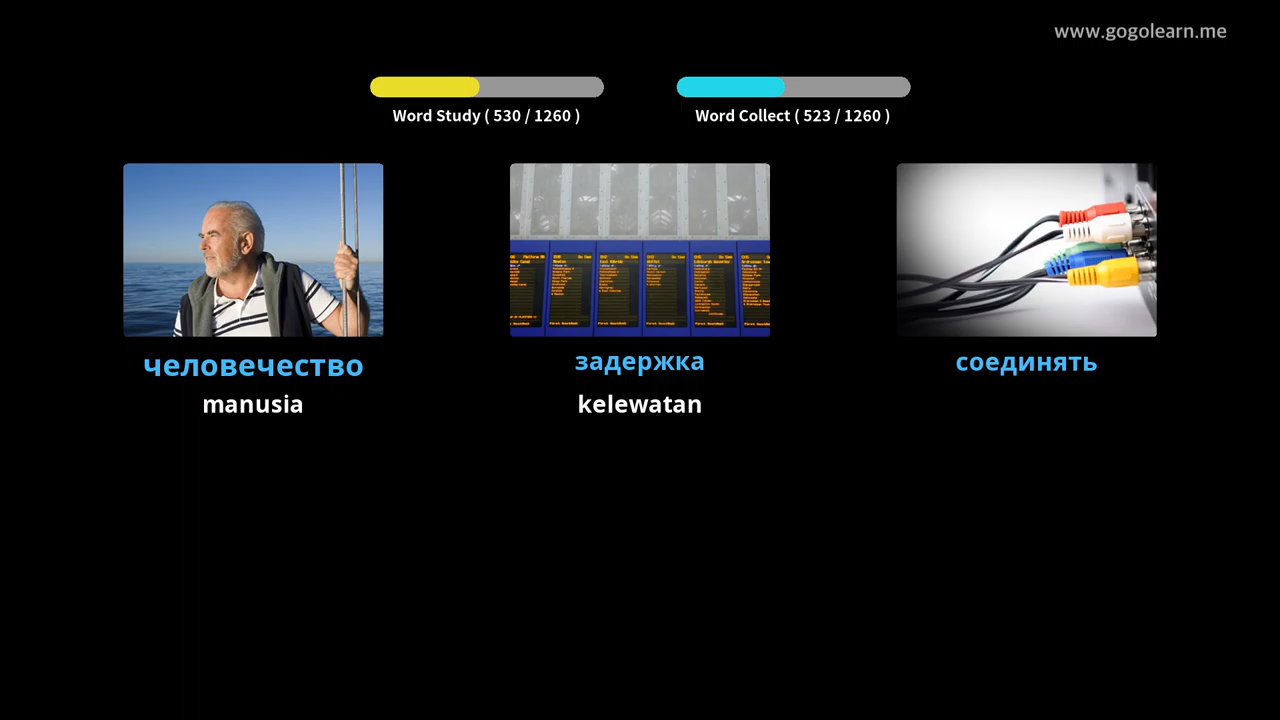 www.gogolearn.me
Word Study ( 530 / 1260 )
Word Collect ( 523 / 1260 )
человечество
задержка
соединять
manusia
kelewatan